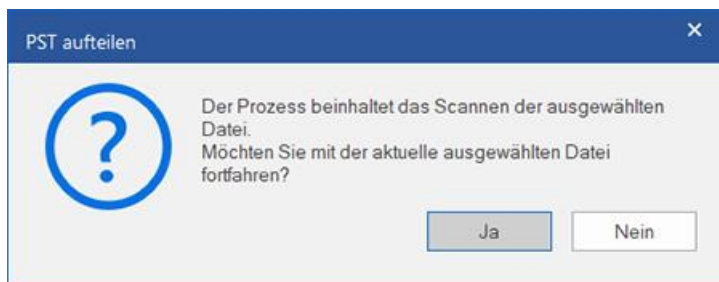 PST aufteilen
Der Prozess beinhaltet das Scannen der ausgewählten
Datei.
Möchten Sie mit der aktuelle ausgewählten Datei
fortfahren?
Ja
Nein